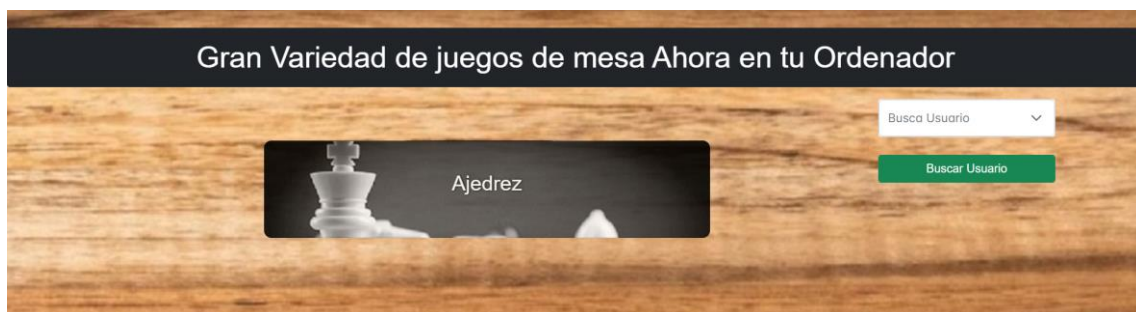 Gran Variedad de juegos de mesa Ahora en tu Ordenador
Busca Usuario
Buscar Usuario
Ajedrez